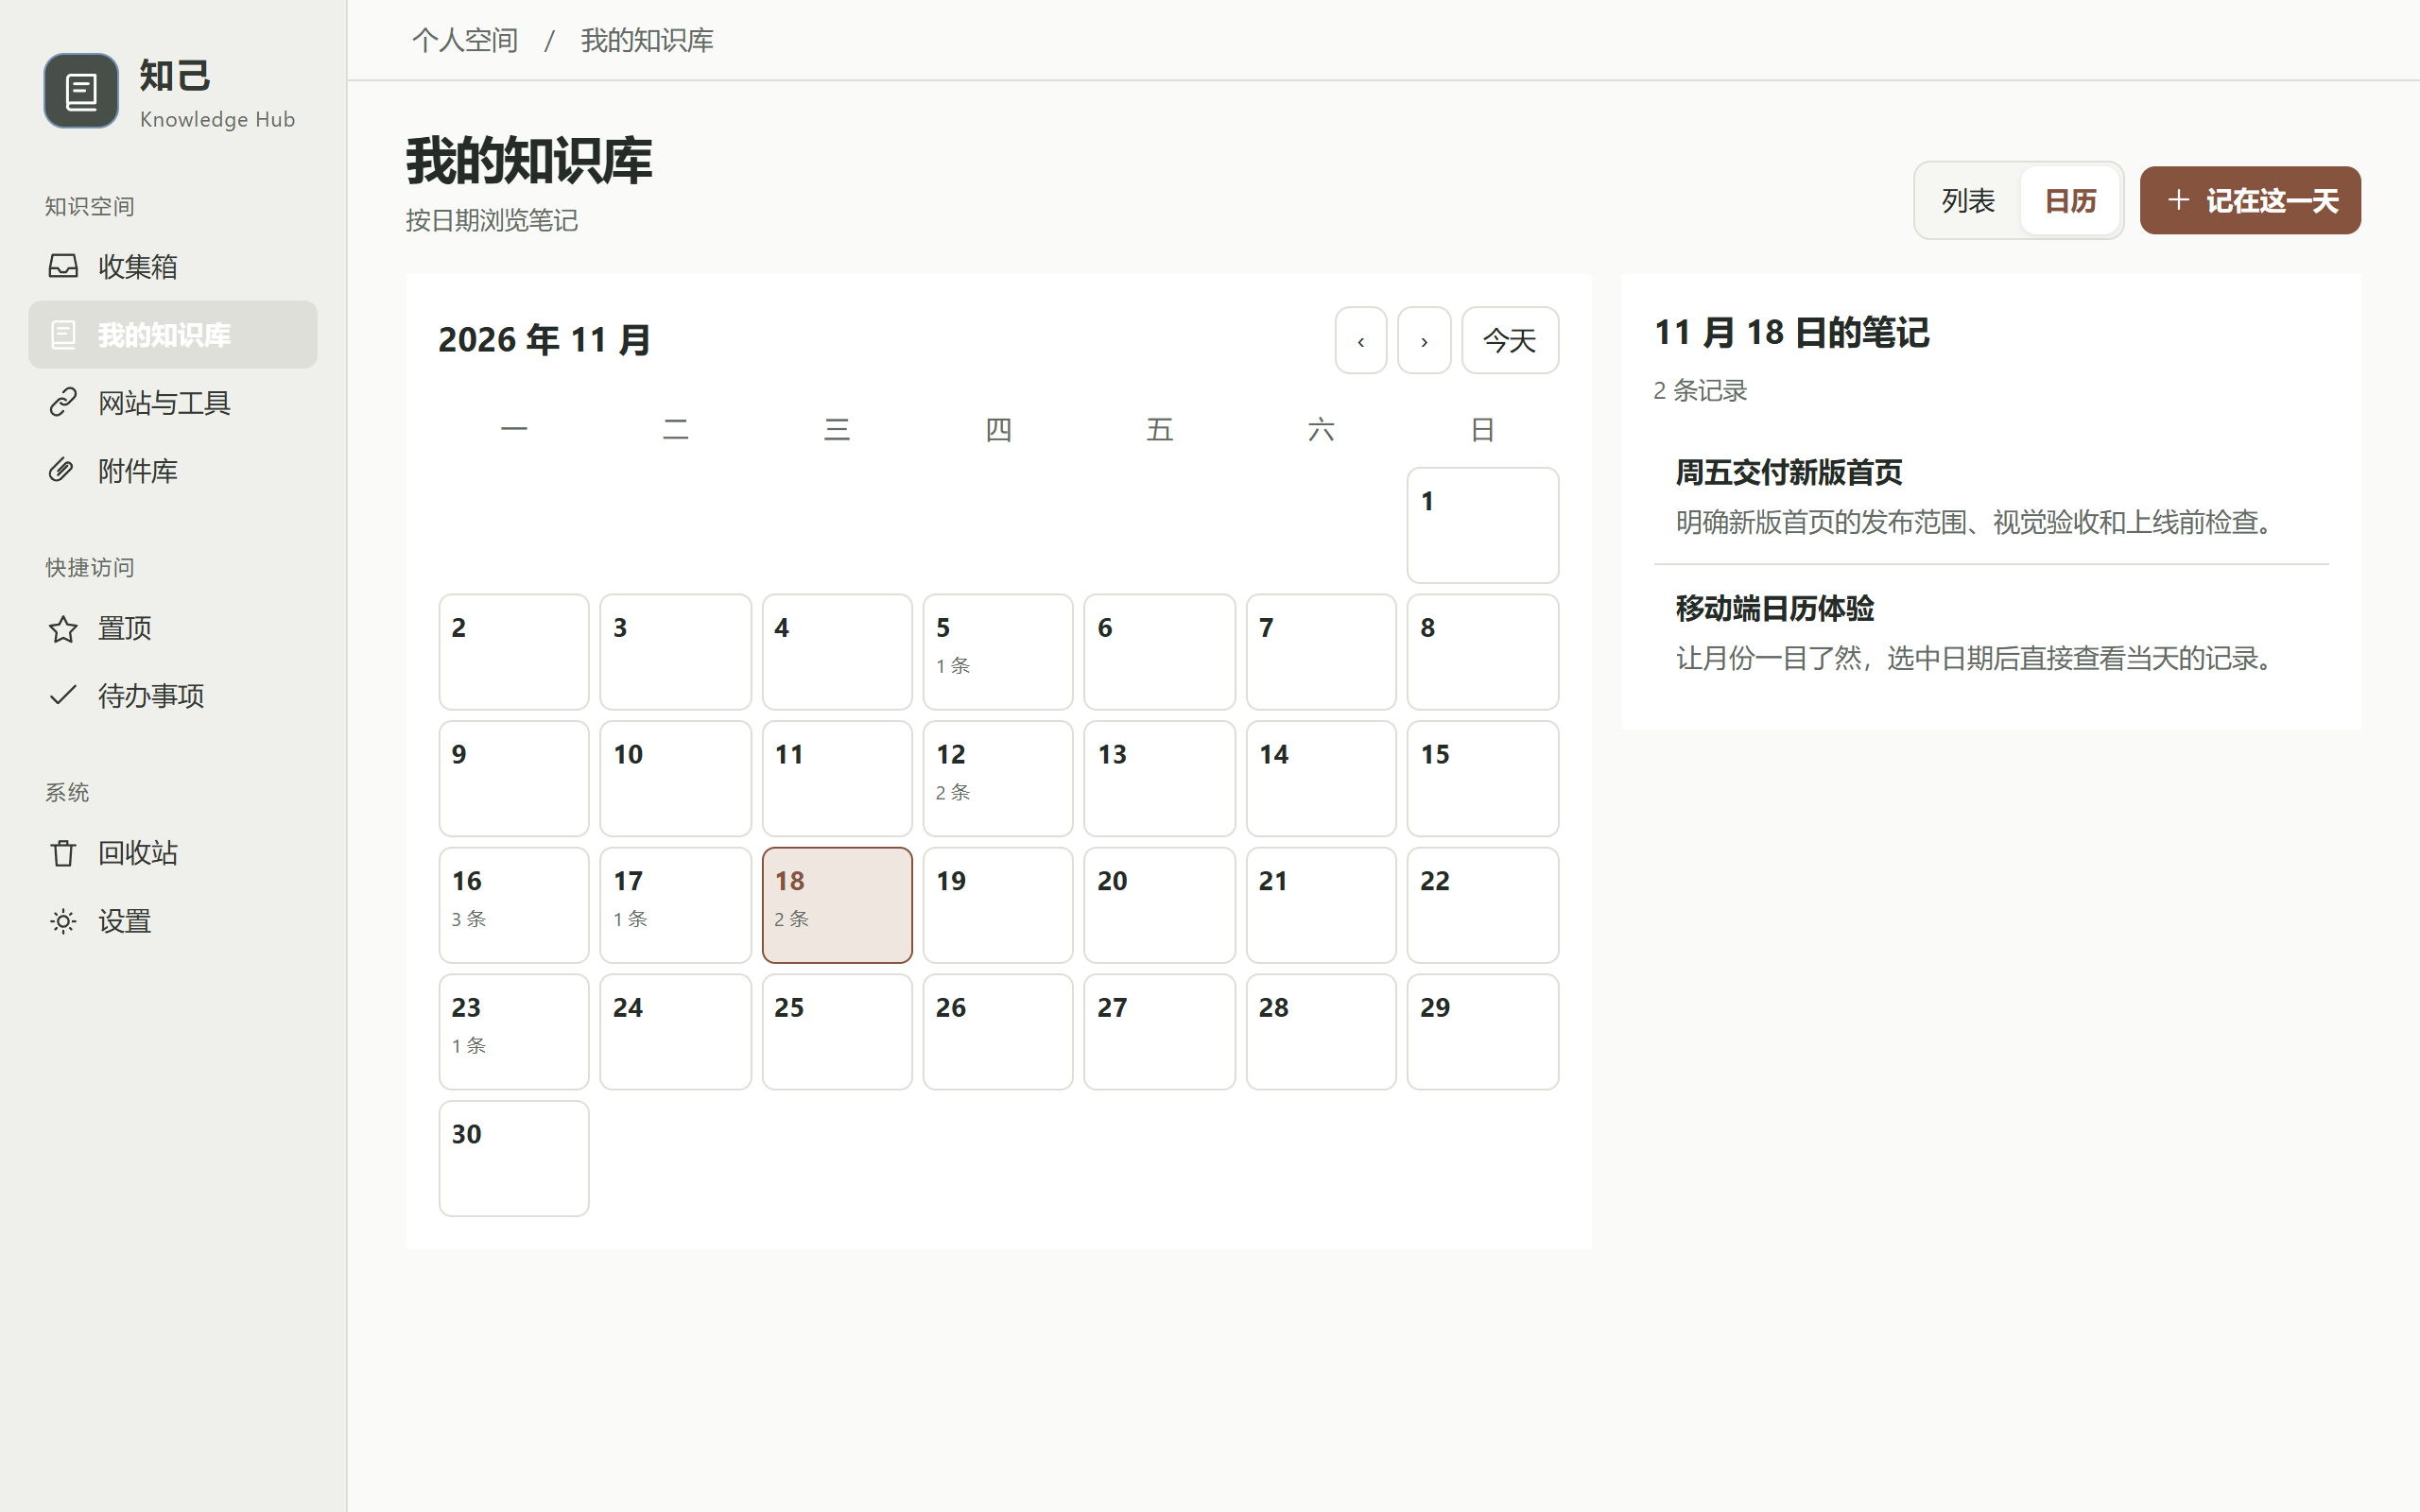 知己
Knowledge Hub
知识空间
收集箱
我的知识库
网站与工具
附件库
快捷访问
置顶
待办事项
系统
回收站
设置
个人空间 / 我的知识库
我的知识库
按日期浏览笔记
列表 日历 + 记在这一天
2026 年 11 月
‹ › 今天
一 二 三 四 五 六 日
1
2 3 4 5 6 7 8
1 条
9 10 11 12 13 14 15
2 条
16 17 18 19 20 21 22
3 条 1 条 2 条
23 24 25 26 27 28 29
1 条
30
11 月 18 日的笔记
2 条记录
周五交付新版首页
明确新版首页的发布范围、视觉验收和上线前检查。
移动端日历体验
让月份一目了然，选中日期后直接查看当天的记录。